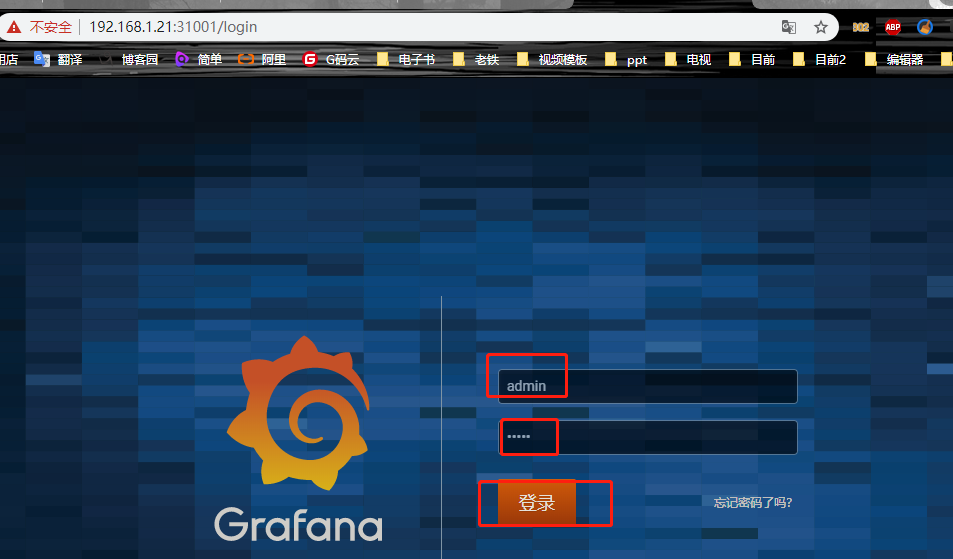 不安全 192.168.1.21:31001/login
翻译 博客园 简单 阿里 G码云 电子书 老铁 视频模板 ppt 电视 目前 目前2 编辑器
ABP
admin
•••••
登录 忘记密码了吗?
Grafana